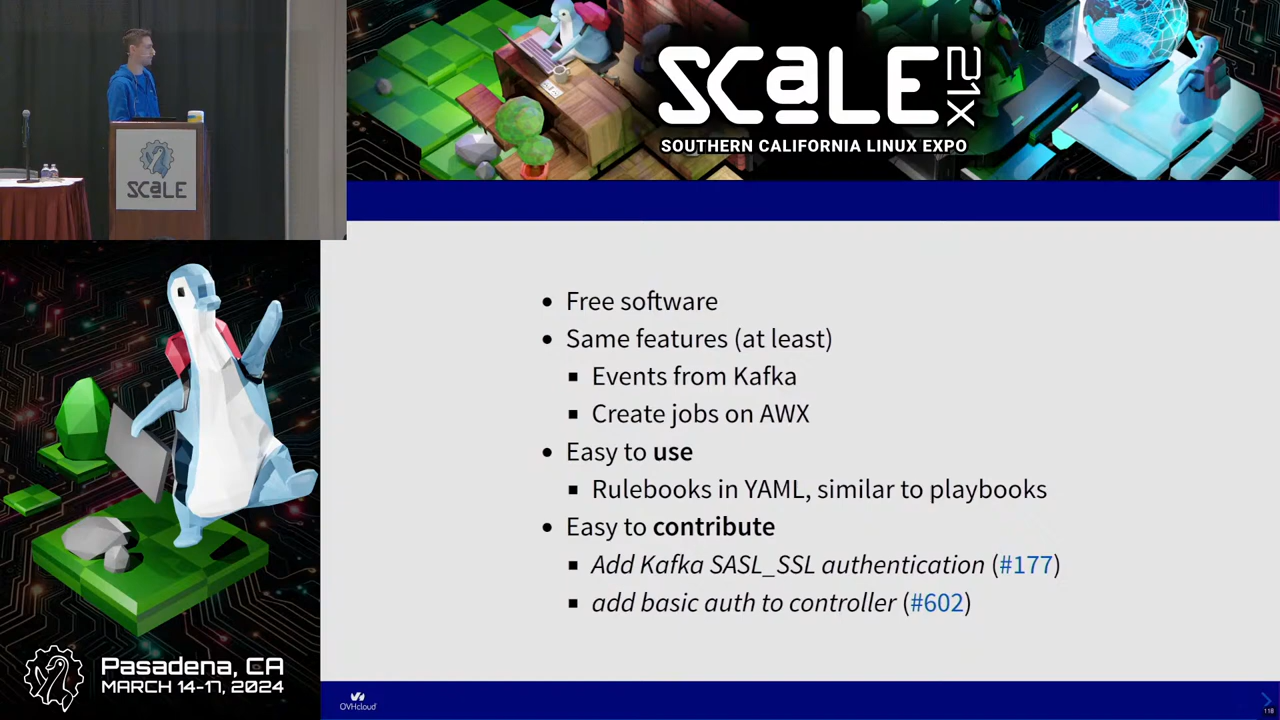 SCALE
21X
SOUTHERN CALIFORNIA LINUX EXPO
SCALE
Free software
Same features (at least)
Events from Kafka
Create jobs on AWX
Easy to use
Rulebooks in YAML, similar to playbooks
Easy to contribute
Add Kafka SASL_SSL authentication (#177)
add basic auth to controller (#602)
Pasadena, CA
MARCH 14-17, 2024
OVHcloud
118